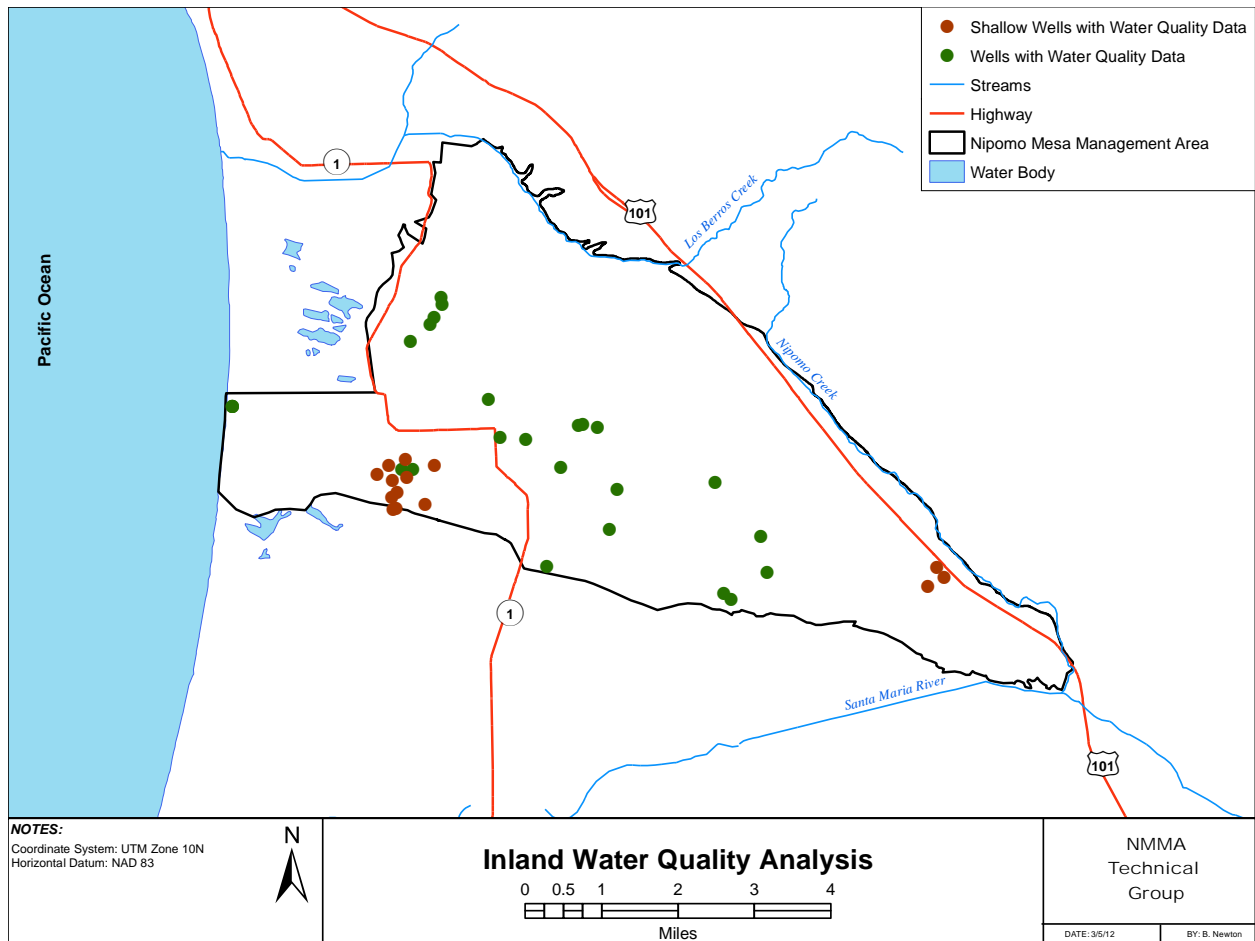 Shallow Wells with Water Quality Data
Wells with Water Quality Data
Streams
Highway
Nipomo Mesa Management Area
Water Body
1
101
Los Berros Creek
Pacific Ocean
Nipomo Creek
1
Santa Maria River
101
NOTES:
Coordinate System: UTM Zone 10N
Horizontal Datum: NAD 83
N
Inland Water Quality Analysis
0 0.5 1 2 3 4
Miles
NMMA
Technical
Group
DATE: 3/5/12
BY: B. Newton